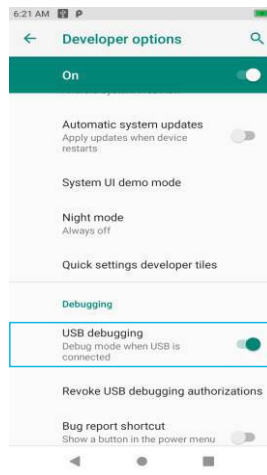 6:21 AM P
Developer options
On
Automatic system updates
Apply updates when device
restarts
System UI demo mode
Night mode
Always off
Quick settings developer tiles
Debugging
USB debugging
Debug mode when USB is
connected
Revoke USB debugging authorizations
Bug report shortcut
Show a button in the power menu